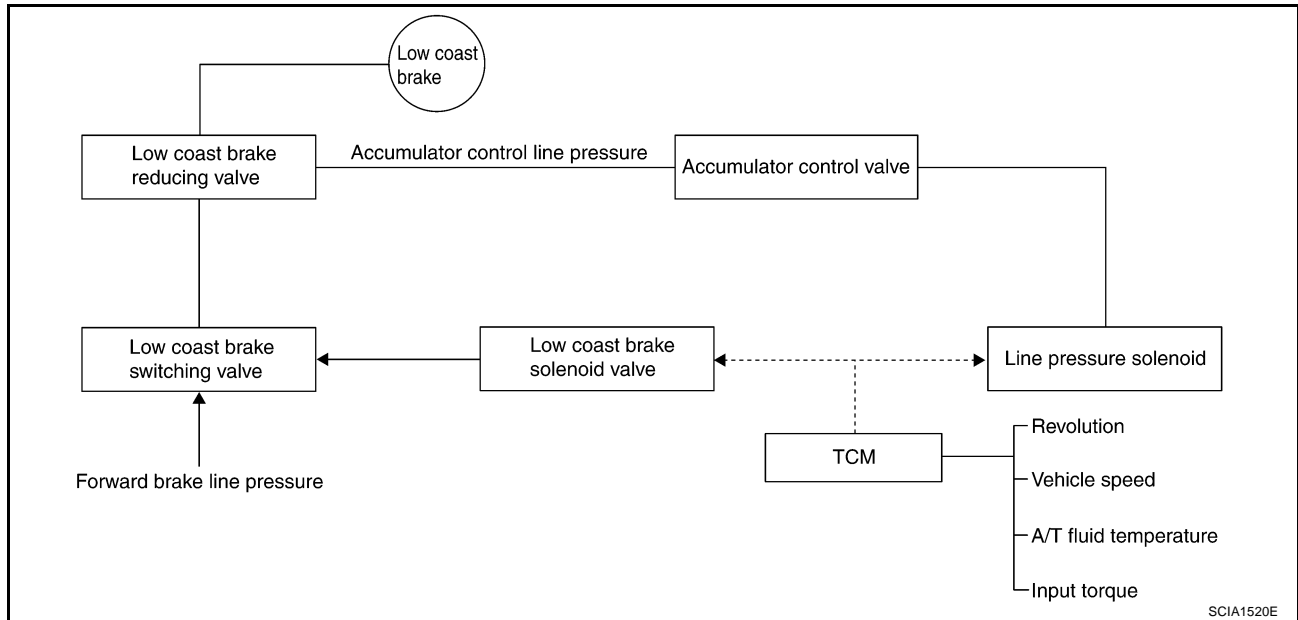 Low coast
brake
Low coast brake
reducing valve
Accumulator control line pressure
Accumulator control valve
Low coast brake
switching valve
Low coast brake
solenoid valve
Line pressure solenoid
TCM
Revolution
Vehicle speed
A/T fluid temperature
Input torque
Forward brake line pressure
SCIA1520E